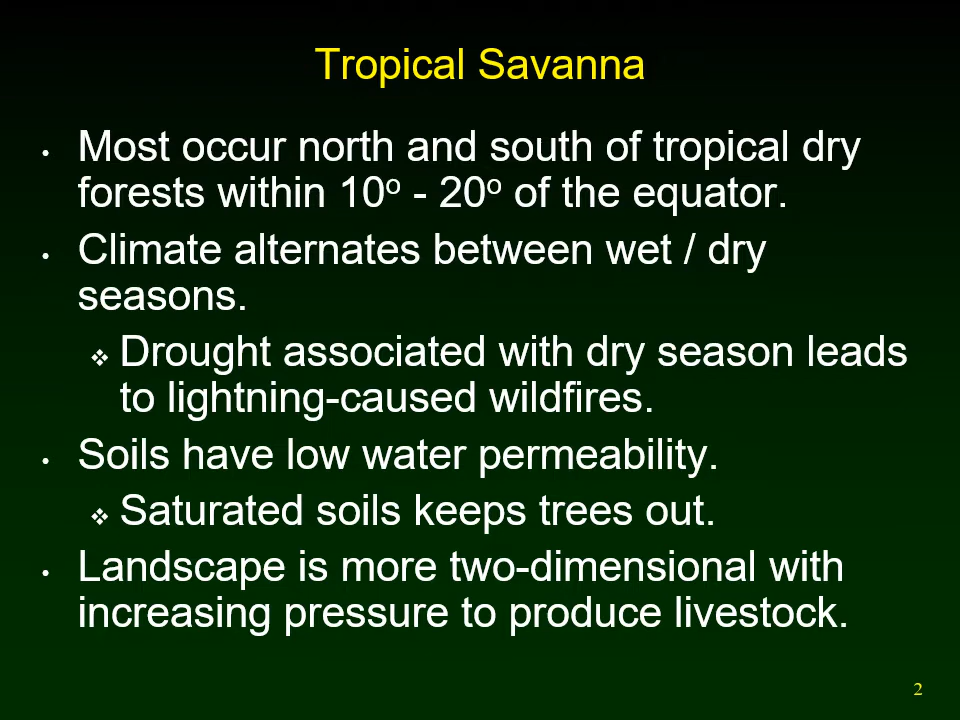 Tropical Savanna
• Most occur north and south of tropical dry
forests within 10º - 20º of the equator.
• Climate alternates between wet / dry
seasons.
❖ Drought associated with dry season leads
to lightning-caused wildfires.
• Soils have low water permeability.
❖ Saturated soils keeps trees out.
• Landscape is more two-dimensional with
increasing pressure to produce livestock.
2